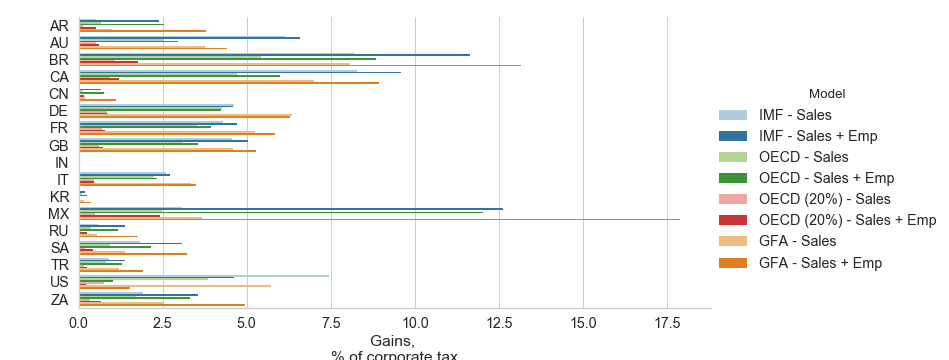 AR
AU
BR
CA
CN
DE
FR
GB
IN
IT
KR
MX
RU
SA
TR
US
ZA
0.0 2.5 5.0 7.5 10.0 12.5 15.0 17.5
Gains,
% of corporate tax
Model
IMF - Sales
IMF - Sales + Emp
OECD - Sales
OECD - Sales + Emp
OECD (20%) - Sales
OECD (20%) - Sales + Emp
GFA - Sales
GFA - Sales + Emp